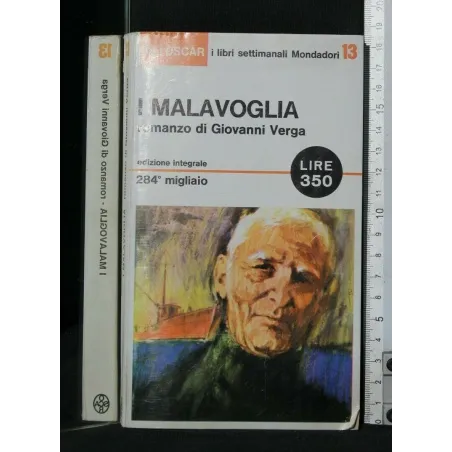 OSCAR i libri settimanali Mondadori 13
I MALAVOGLIA
romanzo di Giovanni Verga
edizione integrale
284° migliaio
LIRE
350
I MALAVOGLIA - romanzo di Giovanni Verga
13